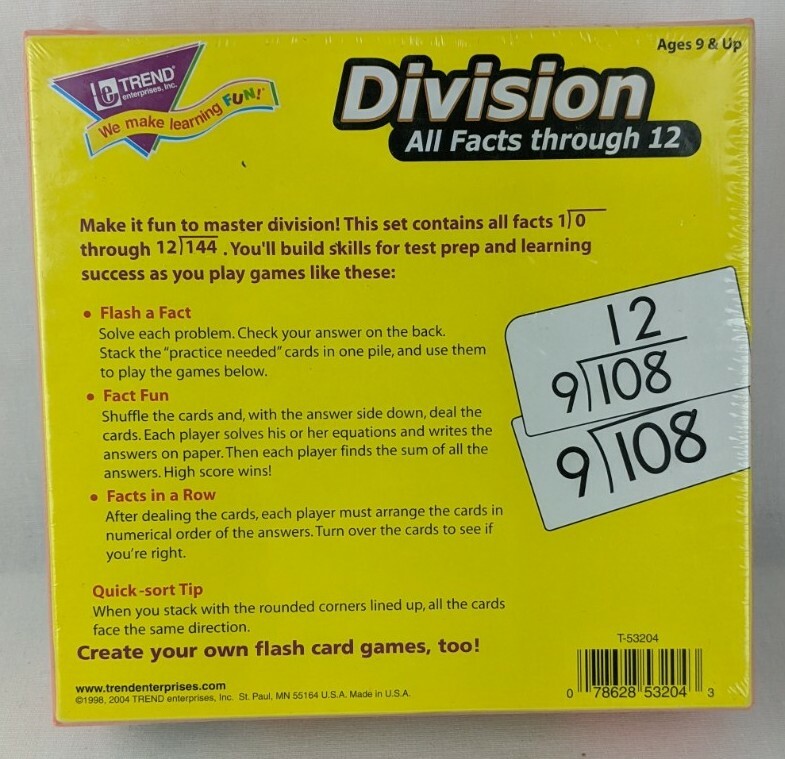 Ages 9 & Up
e TREND®
enterprises, Inc.
We make learning FUN!®
Division
All Facts through 12
Make it fun to master division! This set contains all facts 1)0
through 12)144 . You'll build skills for test prep and learning
success as you play games like these:
• Flash a Fact
Solve each problem. Check your answer on the back.
Stack the "practice needed" cards in one pile, and use them
to play the games below.
• Fact Fun
Shuffle the cards and, with the answer side down, deal the
cards. Each player solves his or her equations and writes the
answers on paper. Then each player finds the sum of all the
answers. High score wins!
• Facts in a Row
After dealing the cards, each player must arrange the cards in
numerical order of the answers. Turn over the cards to see if
you're right.
Quick-sort Tip
When you stack with the rounded corners lined up, all the cards
face the same direction.
Create your own flash card games, too!
www.trendenterprises.com
©1998, 2004 TREND enterprises, Inc. St. Paul, MN 55164 U.S.A. Made in U.S.A.
12
9)108
9)108
T-53204
0 78628 53204 3